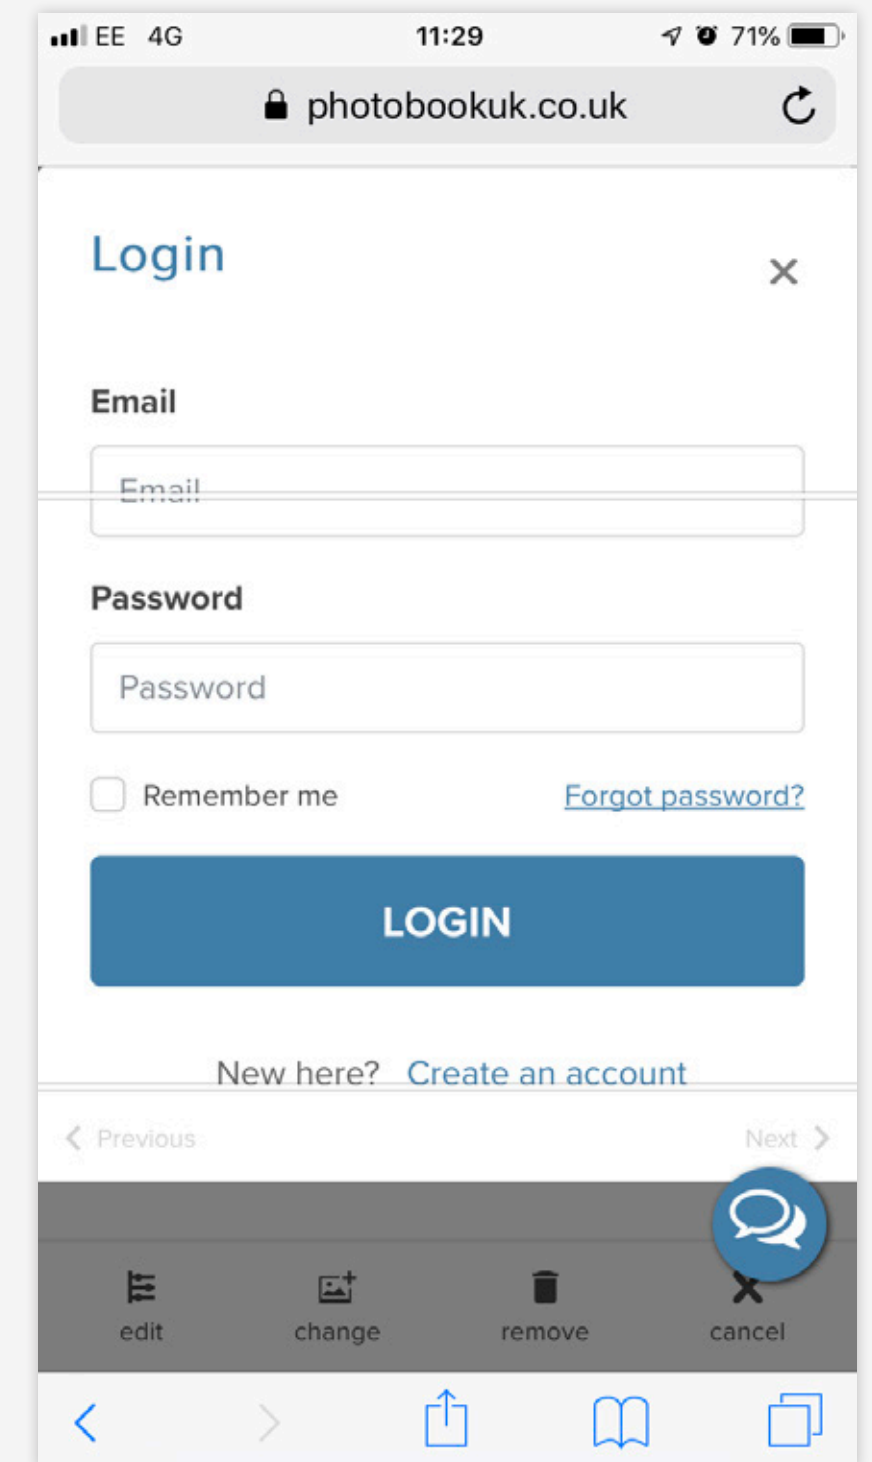 EE 4G 11:29 71%
photobookuk.co.uk
Login
Email
Email
Password
Password
Remember me Forgot password?
LOGIN
New here? Create an account
Previous Next
edit change remove cancel